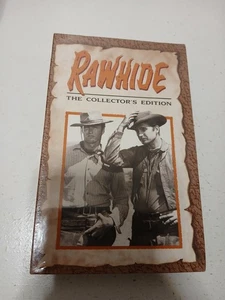 RAWHIDE
THE COLLECTOR'S EDITION